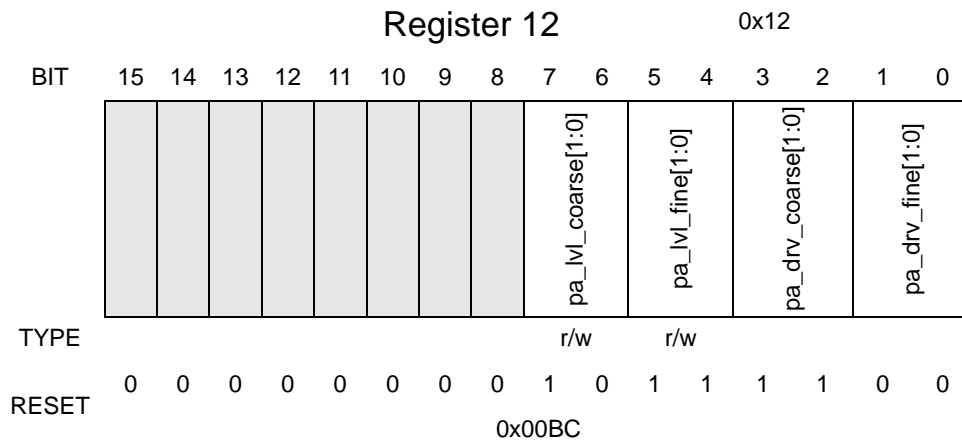 Register 12 0x12
BIT 15 14 13 12 11 10 9 8 7 6 5 4 3 2 1 0
pa_lvl_coarse[1:0] pa_lvl_fine[1:0] pa_drv_coarse[1:0] pa_drv_fine[1:0]
TYPE r/w r/w
RESET 0 0 0 0 0 0 0 0 1 0 1 1 1 1 0 0
0x00BC